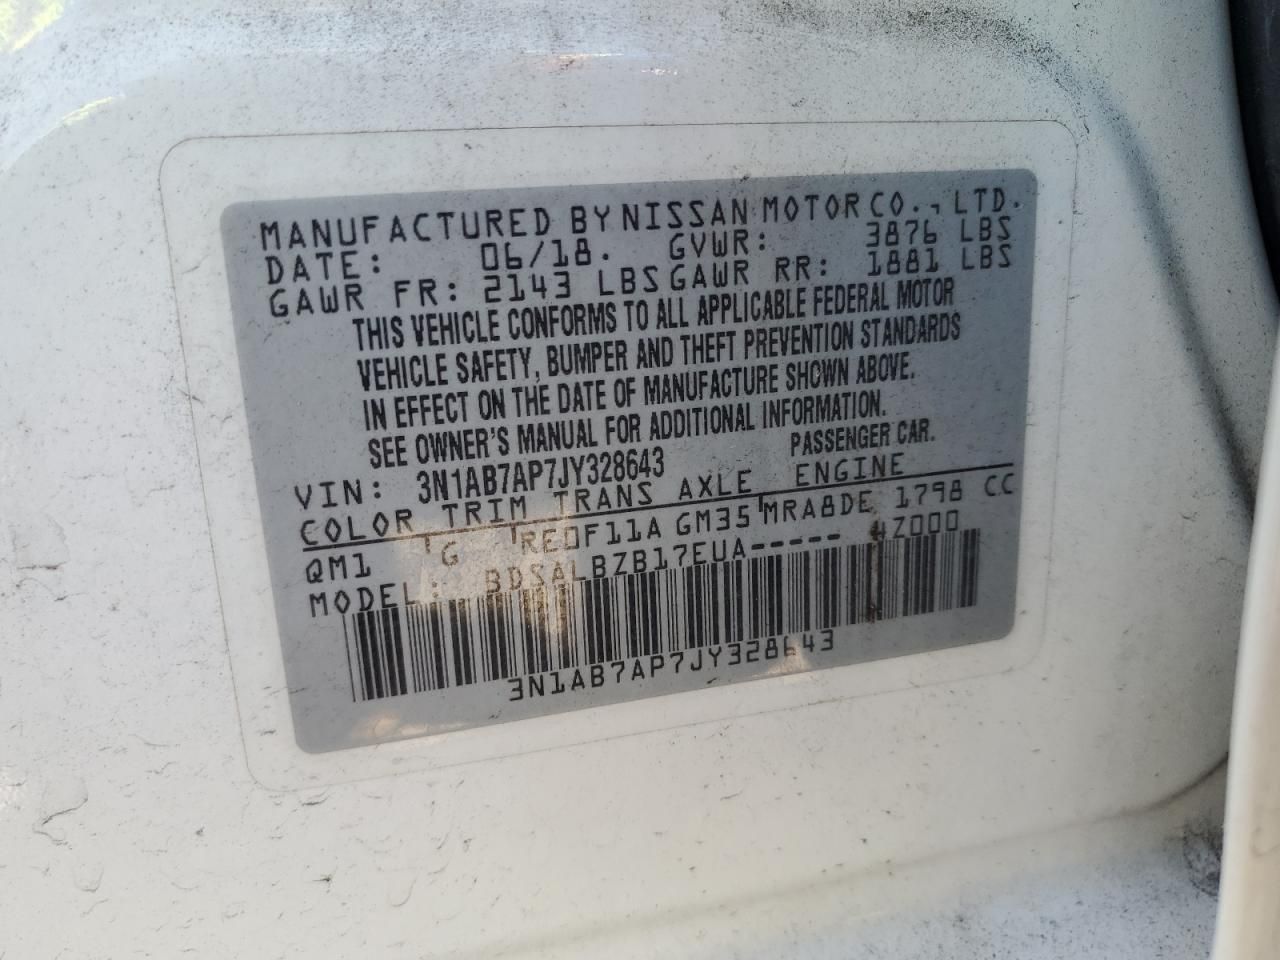 MANUFACTURED BY NISSAN MOTOR CO., LTD.
DATE: 06/18. GVWR: 3876 LBS
GAWR FR: 2143 LBS GAWR RR: 1881 LBS
THIS VEHICLE CONFORMS TO ALL APPLICABLE FEDERAL MOTOR
VEHICLE SAFETY, BUMPER AND THEFT PREVENTION STANDARDS
IN EFFECT ON THE DATE OF MANUFACTURE SHOWN ABOVE.
SEE OWNER'S MANUAL FOR ADDITIONAL INFORMATION.
VIN: 3N1AB7AP7JY328643 PASSENGER CAR.
COLOR TRIM TRANS AXLE ENGINE
QM1 G RE0F11A GM35 MRA8DE 1798 CC
MODEL: BDSALBZB17EUA----- 4Z000
3N1AB7AP7JY328643